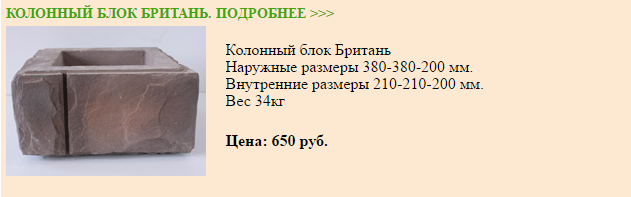 КОЛОННЫЙ БЛОК БРИТАНЬ. ПОДРОБНЕЕ >>>
Колонный блок Британь
Наружные размеры 380-380-200 мм.
Внутренние размеры 210-210-200 мм.
Вес 34кг
Цена: 650 руб.